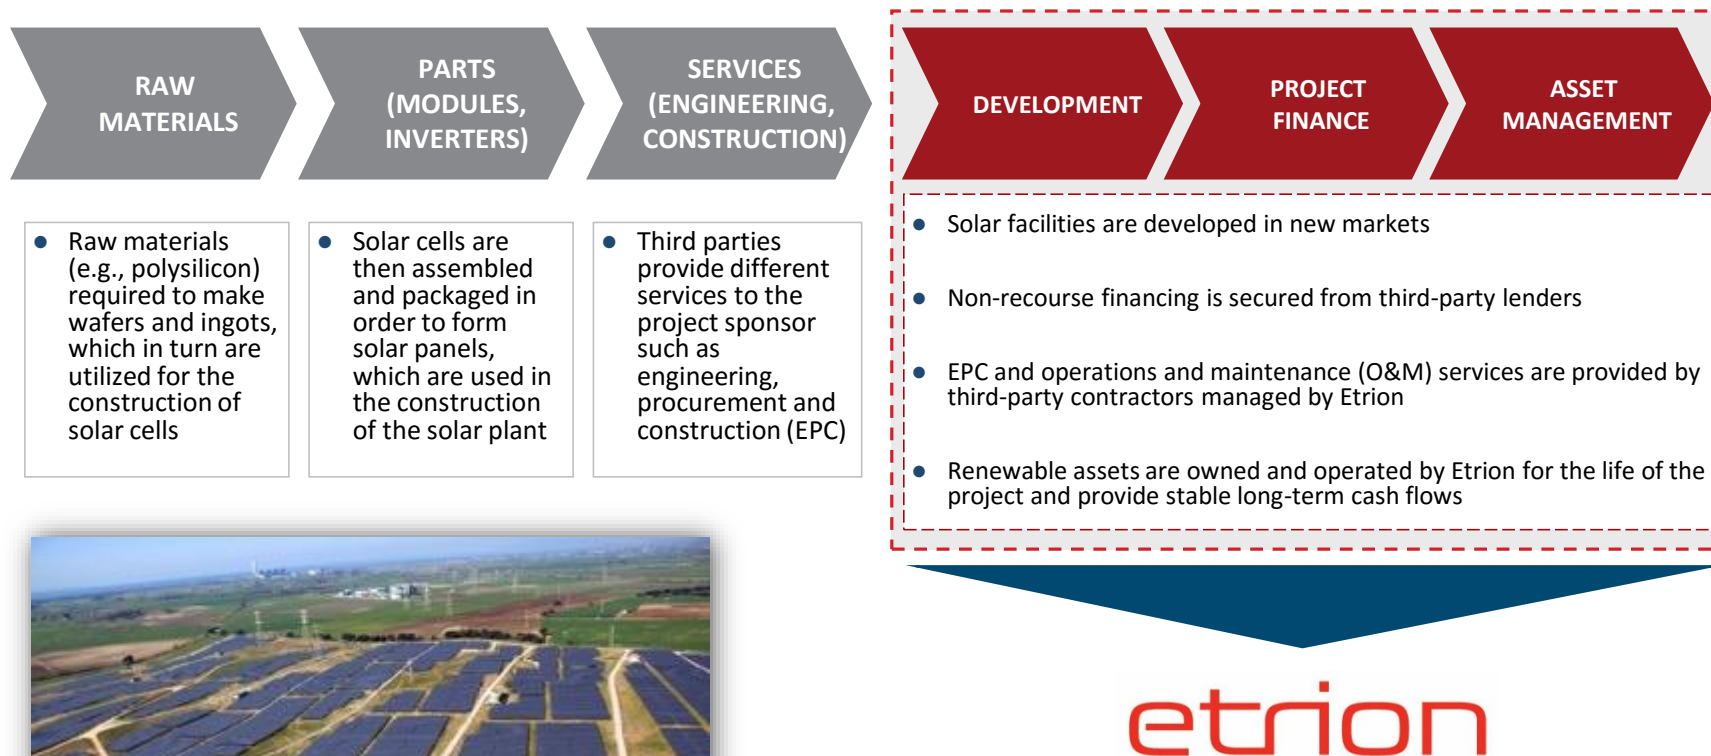 RAW
MATERIALS
PARTS
(MODULES,
INVERTERS)
SERVICES
(ENGINEERING,
CONSTRUCTION)
DEVELOPMENT
PROJECT
FINANCE
ASSET
MANAGEMENT
● Raw materials
(e.g., polysilicon)
required to make
wafers and ingots,
which in turn are
utilized for the
construction of
solar cells
● Solar cells are
then assembled
and packaged in
order to form
solar panels,
which are used in
the construction
of the solar plant
● Third parties
provide different
services to the
project sponsor
such as
engineering,
procurement and
construction (EPC)
● Solar facilities are developed in new markets
● Non-recourse financing is secured from third-party lenders
● EPC and operations and maintenance (O&M) services are provided by
third-party contractors managed by Etrion
● Renewable assets are owned and operated by Etrion for the life of the
project and provide stable long-term cash flows
etrion